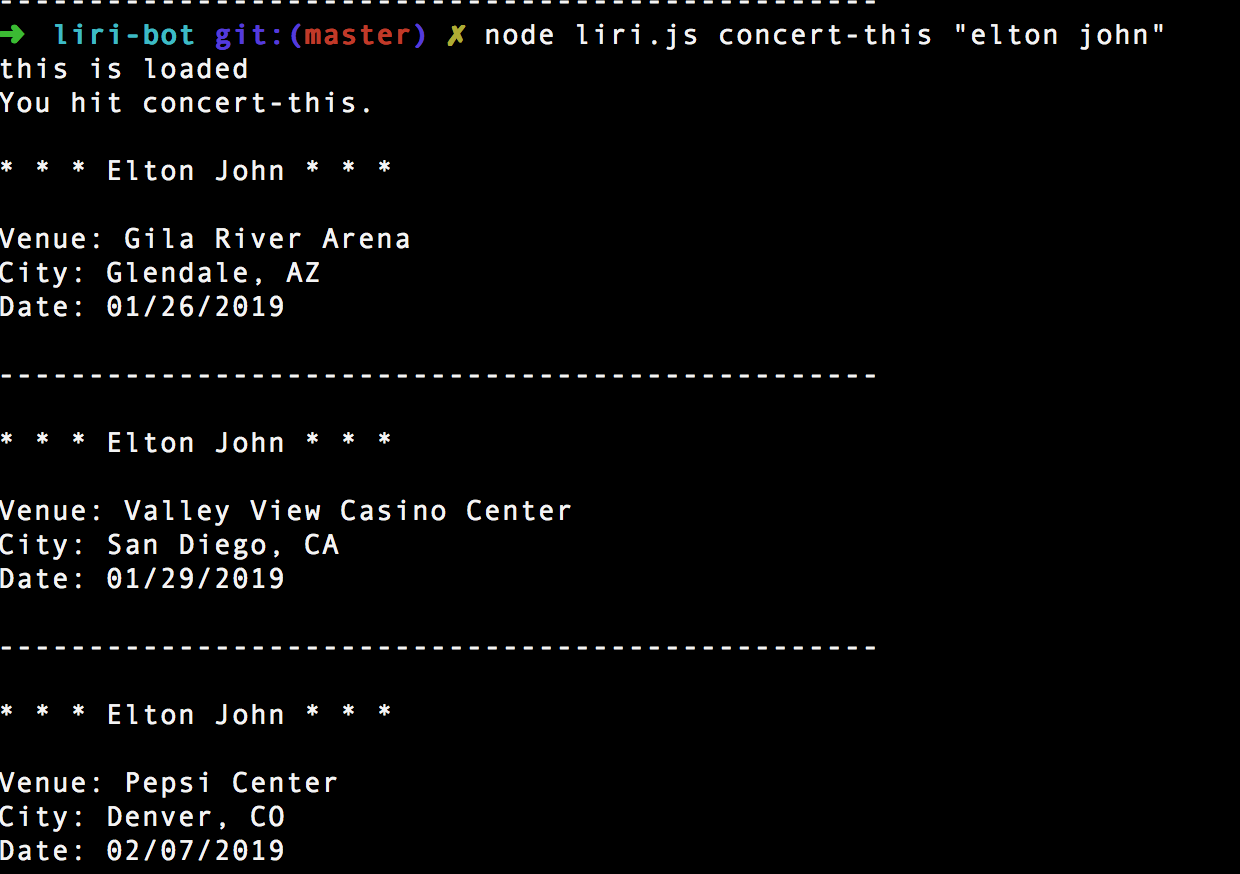 -------------------------------------------------
➜ liri-bot git:(master) ✗ node liri.js concert-this "elton john"
this is loaded
You hit concert-this.
* * * Elton John * * *
Venue: Gila River Arena
City: Glendale, AZ
Date: 01/26/2019
-------------------------------------------------
* * * Elton John * * *
Venue: Valley View Casino Center
City: San Diego, CA
Date: 01/29/2019
-------------------------------------------------
* * * Elton John * * *
Venue: Pepsi Center
City: Denver, CO
Date: 02/07/2019